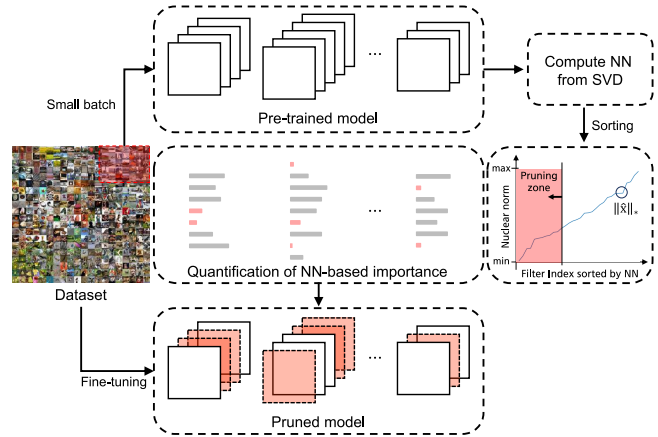 Small batch
...
Pre-trained model
Compute NN
from SVD
Sorting
max
Pruning
zone
Nuclear norm
‖x̂‖*
min
Filter Index sorted by NN
...
Quantification of NN-based importance
Dataset
Fine-tuning
...
Pruned model